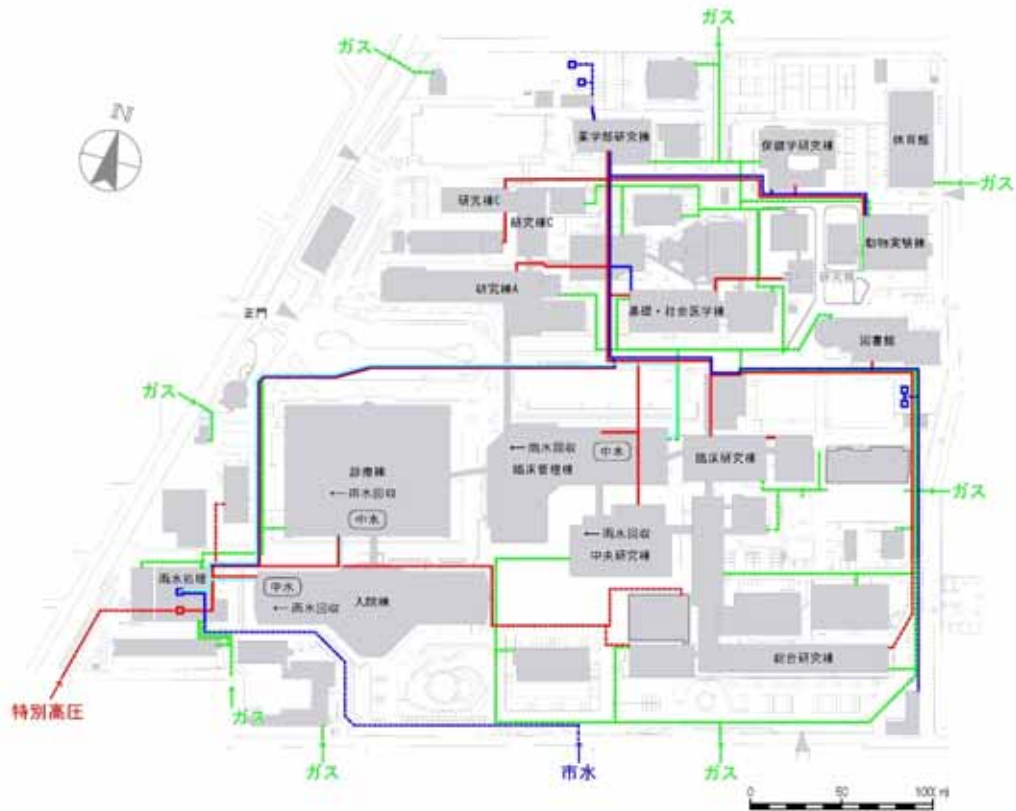 ガス
ガス
N
薬学部研究棟
保健学研究棟
体育館
ガス
研究棟C
研究棟C
動物実験棟
研究棟A
正門
基礎・社会医学棟
図書館
ガス
←雨水回収
臨床管理棟
中水
臨床研究棟
診療棟
←雨水回収
中水
ガス
←雨水回収
中央研究棟
雨水処理
中水
←雨水回収
入院棟
総合研究棟
特別高圧
ガス
ガス
市水
ガス
0 50 100m